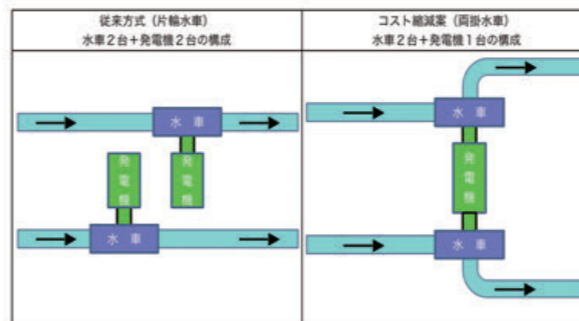 従来方式（片輪水車）
水車２台＋発電機２台の構成
コスト縮減案（両掛水車）
水車２台＋発電機１台の構成
水 車
発電機
発電機
水 車
水 車
発電機
水 車